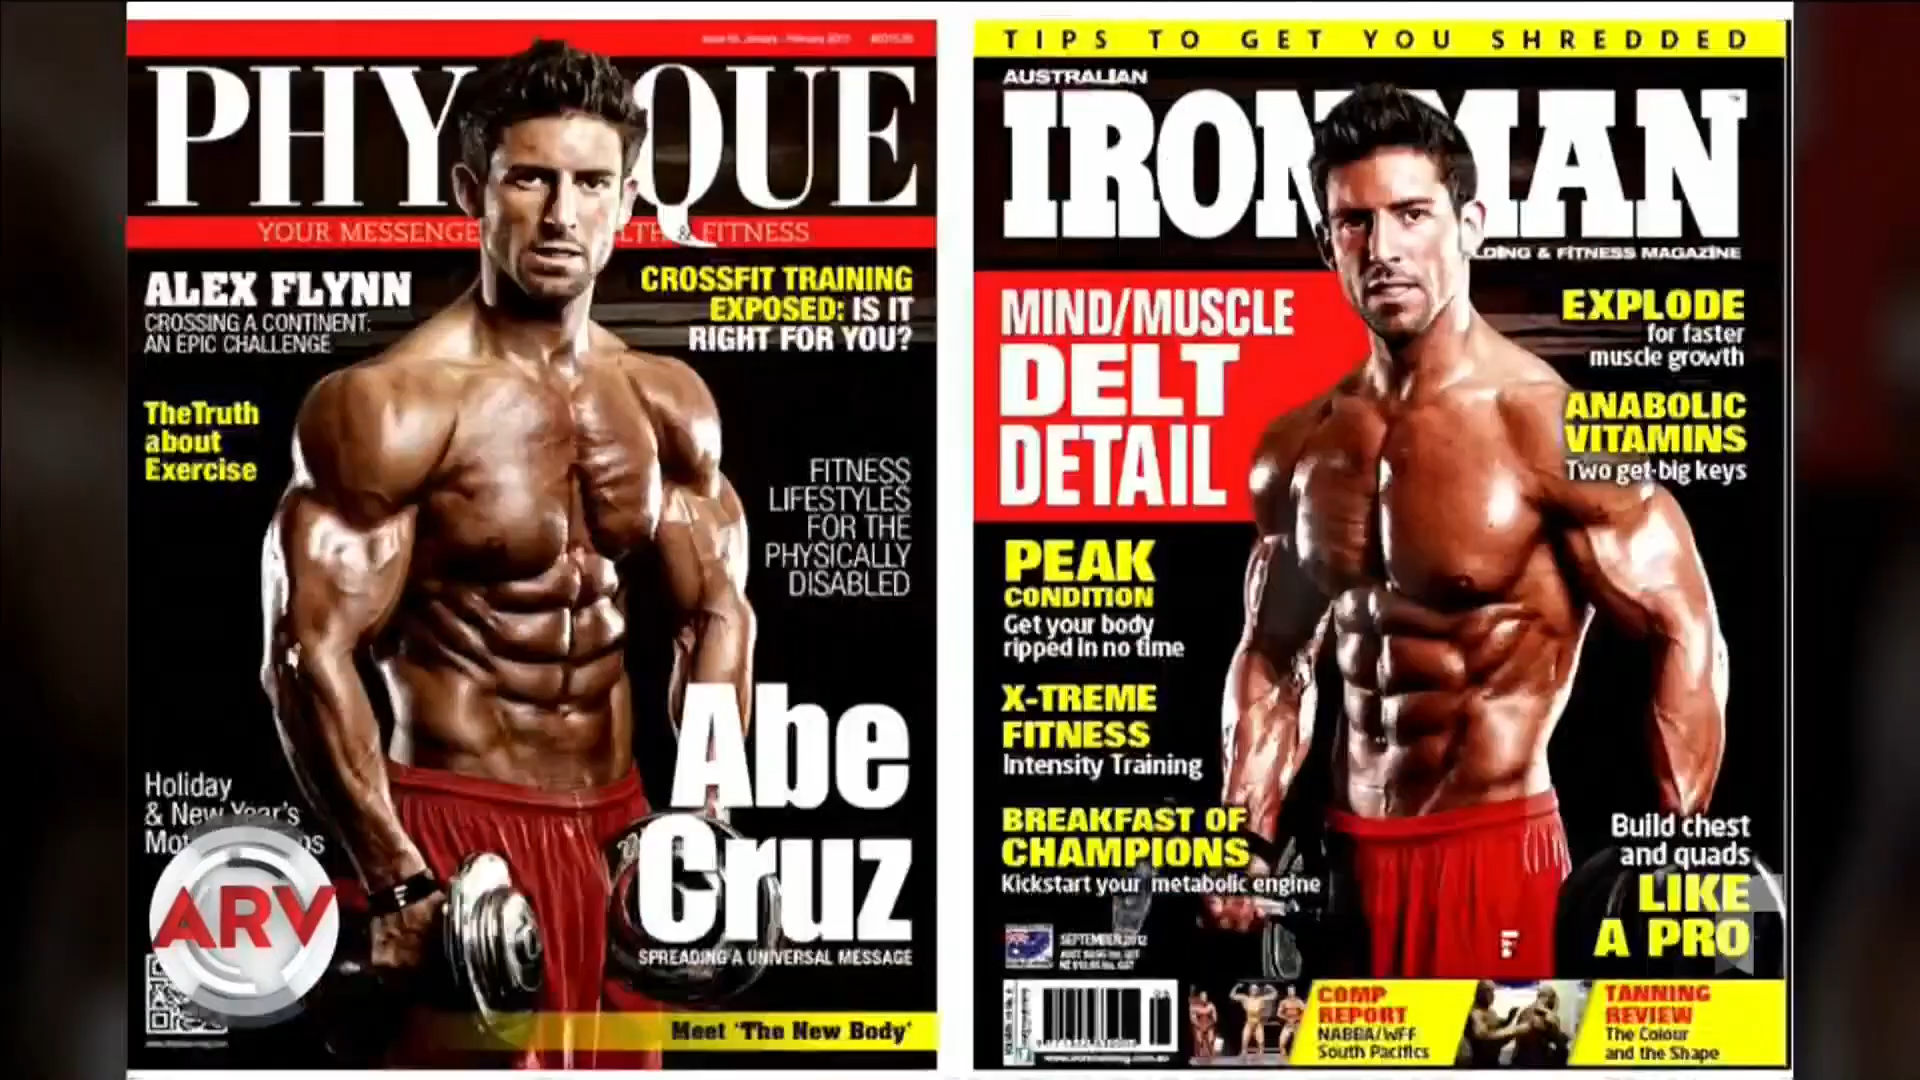 PHY QUE
YOUR MESSENGE LTH & FITNESS
ALEX FLYNN
CROSSING A CONTINENT:
AN EPIC CHALLENGE
CROSSFIT TRAINING
EXPOSED: IS IT
RIGHT FOR YOU?
TheTruth
about
Exercise
FITNESS
LIFESTYLES
FOR THE
PHYSICALLY
DISABLED
Abe
Cruz
SPREADING A UNIVERSAL MESSAGE
Holiday
& New Year's
ARV
Meet 'The New Body'
TIPS TO GET YOU SHREDDED
AUSTRALIAN
IRONMAN
LDING & FITNESS MAGAZINE
MIND/MUSCLE
DELT
DETAIL
EXPLODE
for faster
muscle growth
ANABOLIC
VITAMINS
Two get-big keys
PEAK
CONDITION
Get your body
ripped in no time
X-TREME
FITNESS
Intensity Training
BREAKFAST OF
CHAMPIONS
Kickstart your metabolic engine
Build chest
and quads
LIKE
A PRO
SEPTEMBER 2012
COMP
REPORT
NABBA/WFF
South Pacifics
TANNING
REVIEW
The Colour
and the Shape